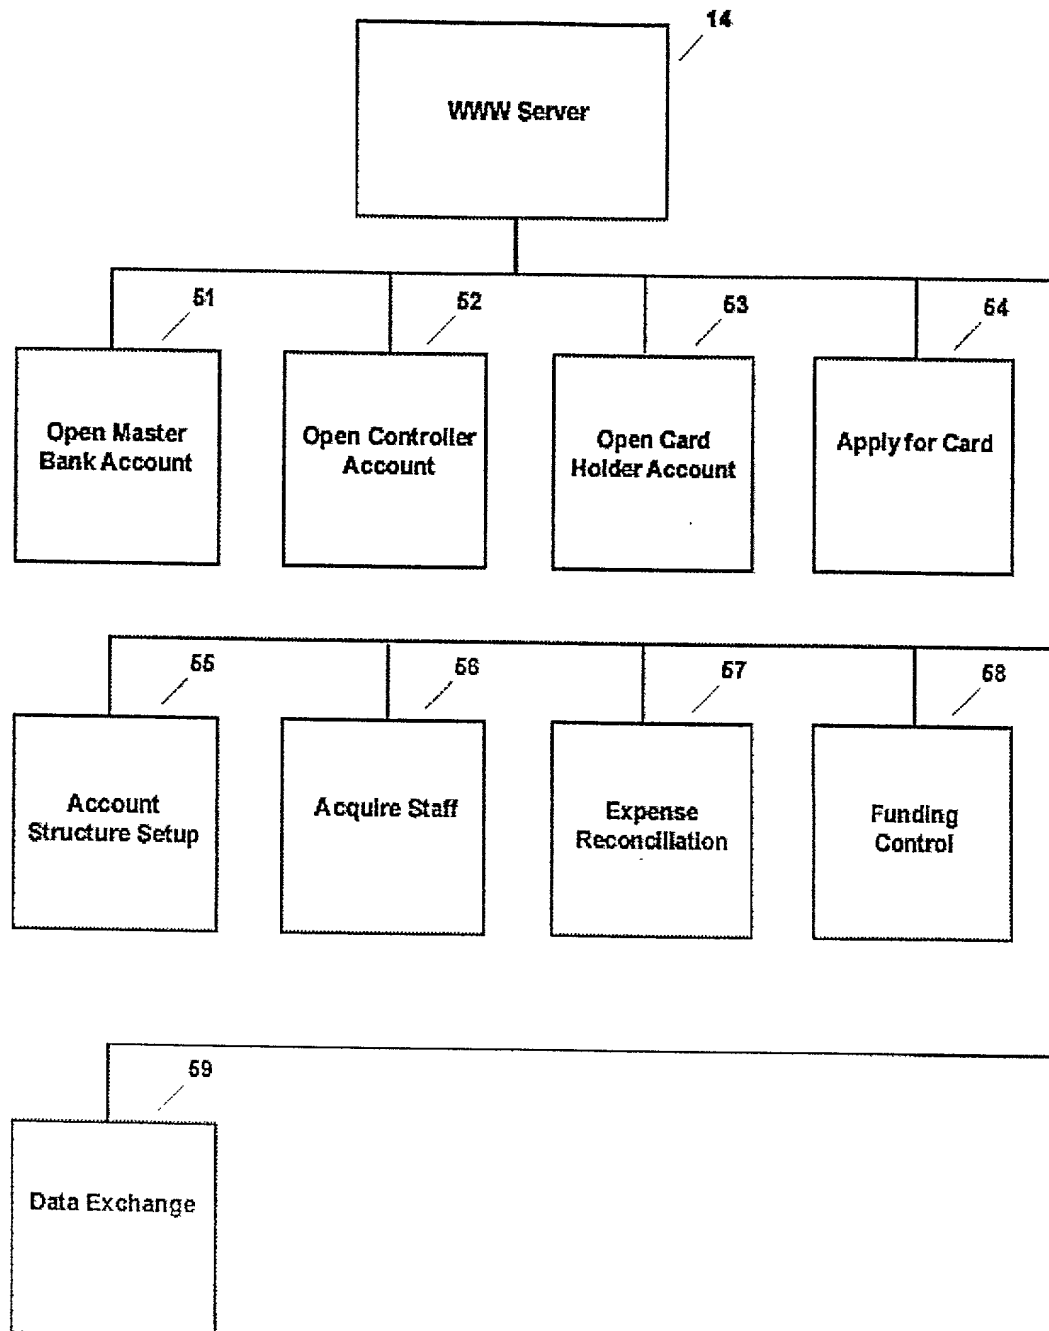 14
WWW Server
51
52
53
54
Open Master
Bank Account
Open Controller
Account
Open Card
Holder Account
Apply for Card
55
56
57
58
Account
Structure Setup
Acquire Staff
Expense
Reconciliation
Funding
Control
59
Data Exchange